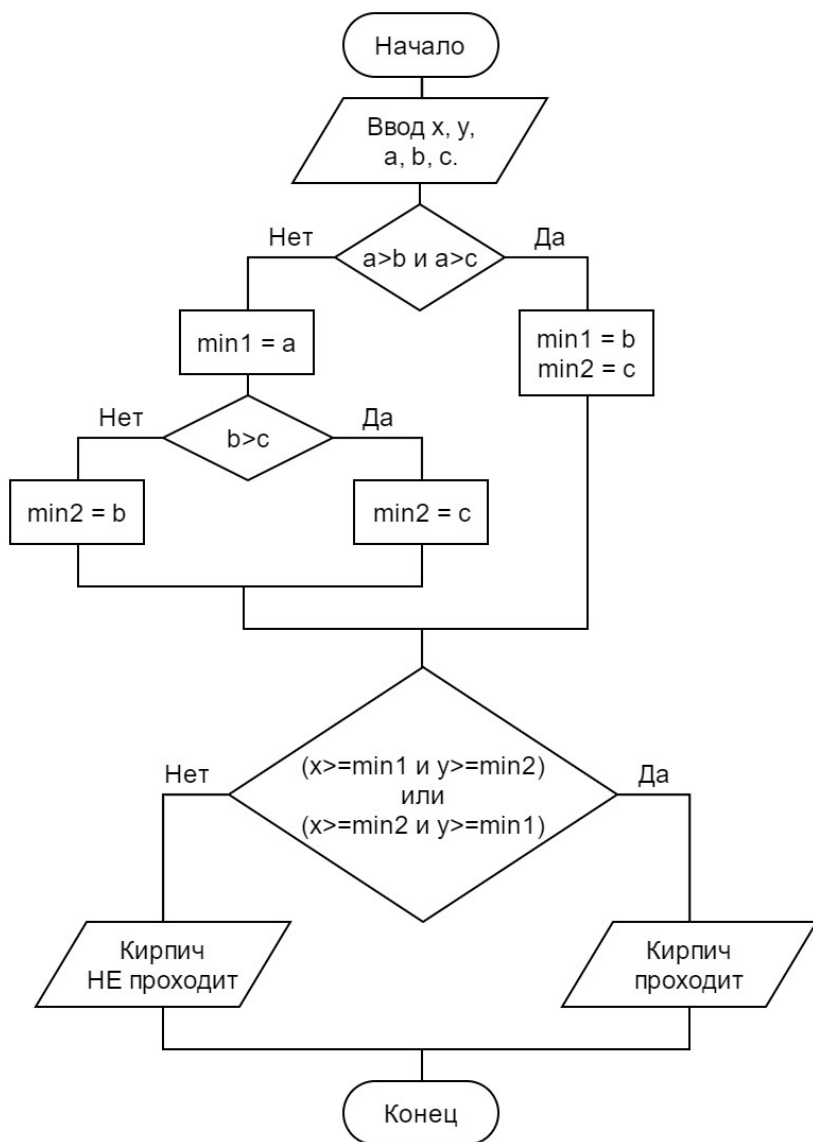 Начало
Ввод x, y,
a, b, c.
Нет
Да
a>b и a>c
min1 = a
min1 = b
min2 = c
Нет
Да
b>c
min2 = b
min2 = c
Нет
Да
(x>=min1 и y>=min2)
или
(x>=min2 и y>=min1)
Кирпич
НЕ проходит
Кирпич
проходит
Конец